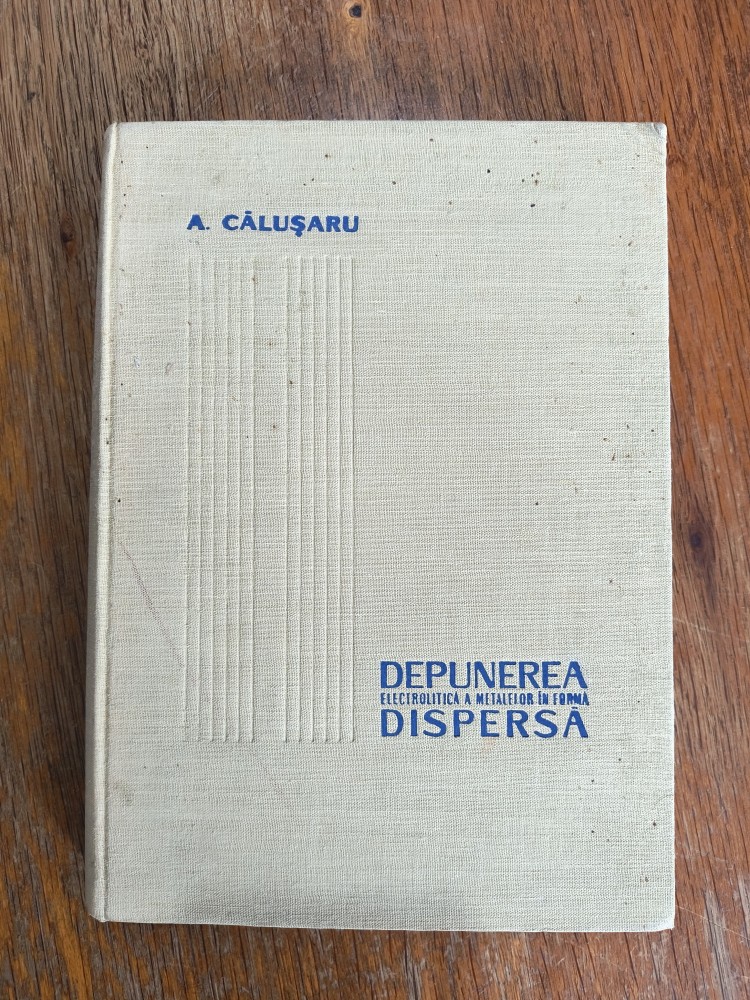 A. CĂLUȘARU
DEPUNEREA
ELECTROLITICĂ A METALELOR ÎN FORMĂ
DISPERSĂ